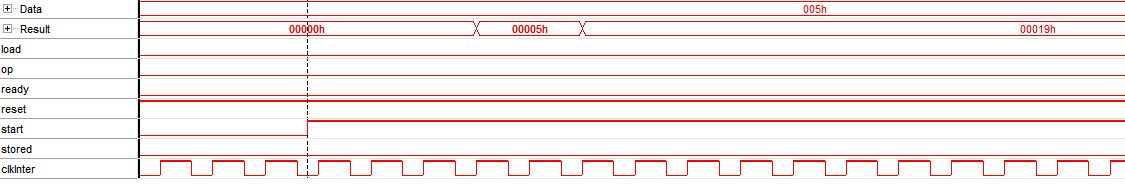 Data 005h
Result 00000h 00005h 00019h
load
op
ready
reset
start
stored
clkInter